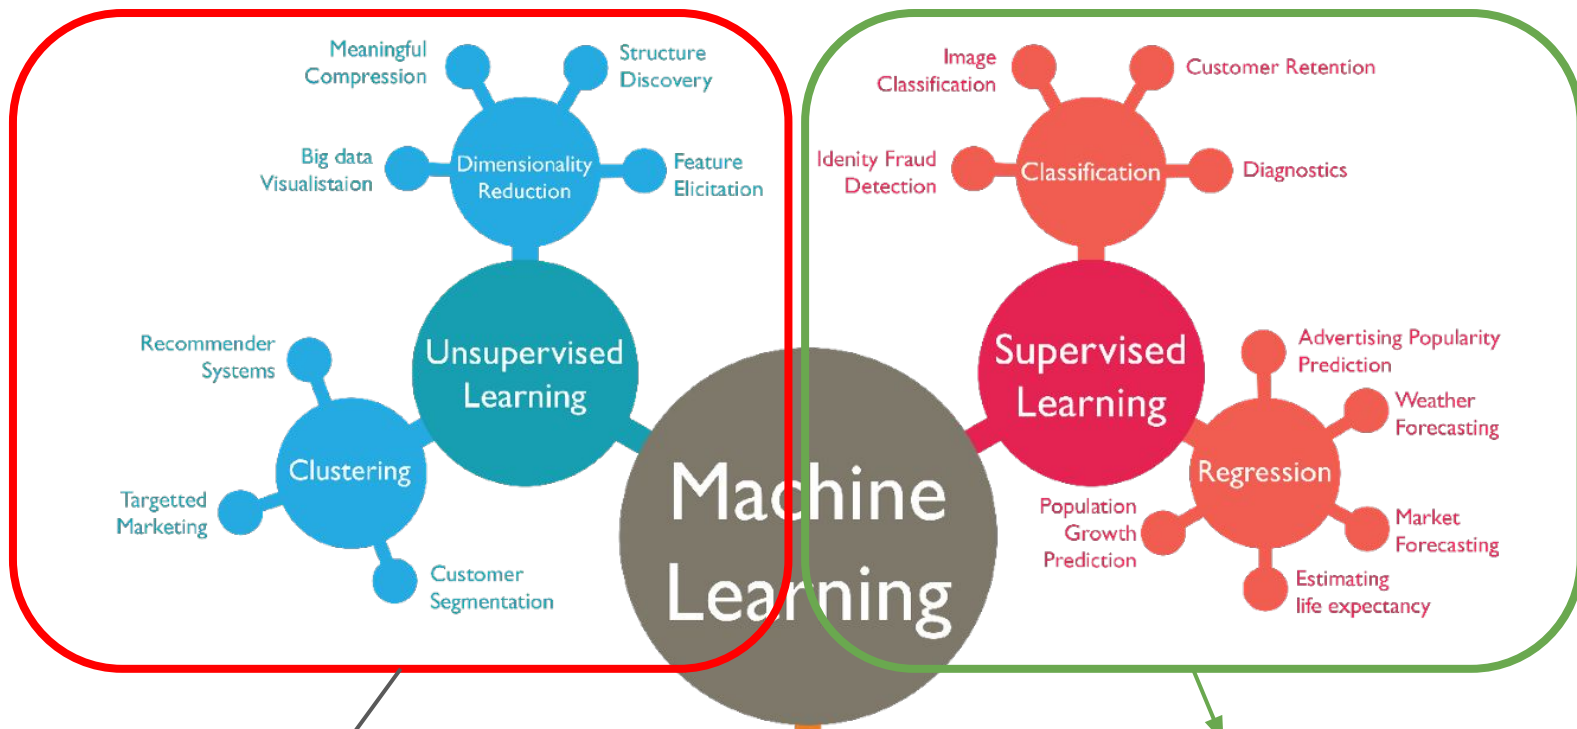 Meaningful
Compression
Structure
Discovery
Big data
Visualistaion
Dimensionality
Reduction
Feature
Elicitation
Unsupervised
Learning
Recommender
Systems
Clustering
Targetted
Marketing
Customer
Segmentation
Machine
Learning
Image
Classification
Customer Retention
Idenity Fraud
Detection
Classification
Diagnostics
Supervised
Learning
Advertising Popularity
Prediction
Weather
Forecasting
Regression
Population
Growth
Prediction
Market
Forecasting
Estimating
life expectancy